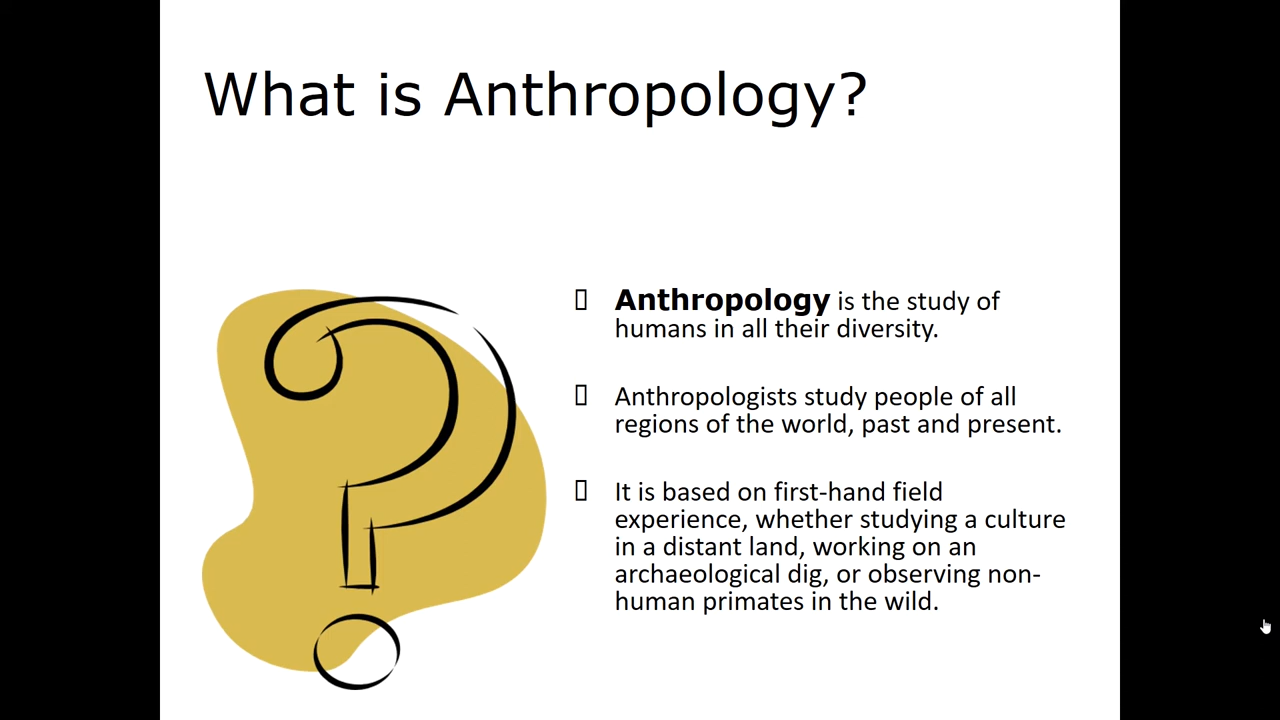 What is Anthropology?
Anthropology is the study of
humans in all their diversity.
Anthropologists study people of all
regions of the world, past and present.
It is based on first-hand field
experience, whether studying a culture
in a distant land, working on an
archaeological dig, or observing non-
human primates in the wild.